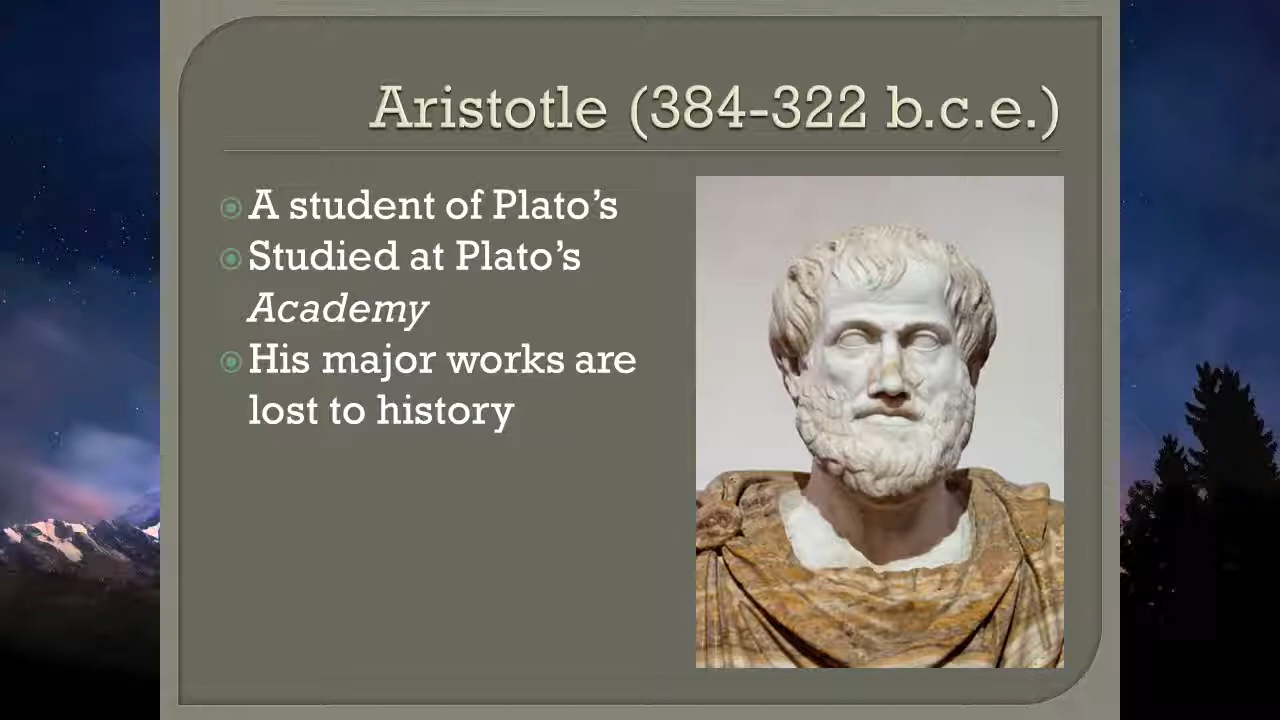 Aristotle (384-322 b.c.e.)
A student of Plato’s
Studied at Plato’s
Academy
His major works are
lost to history